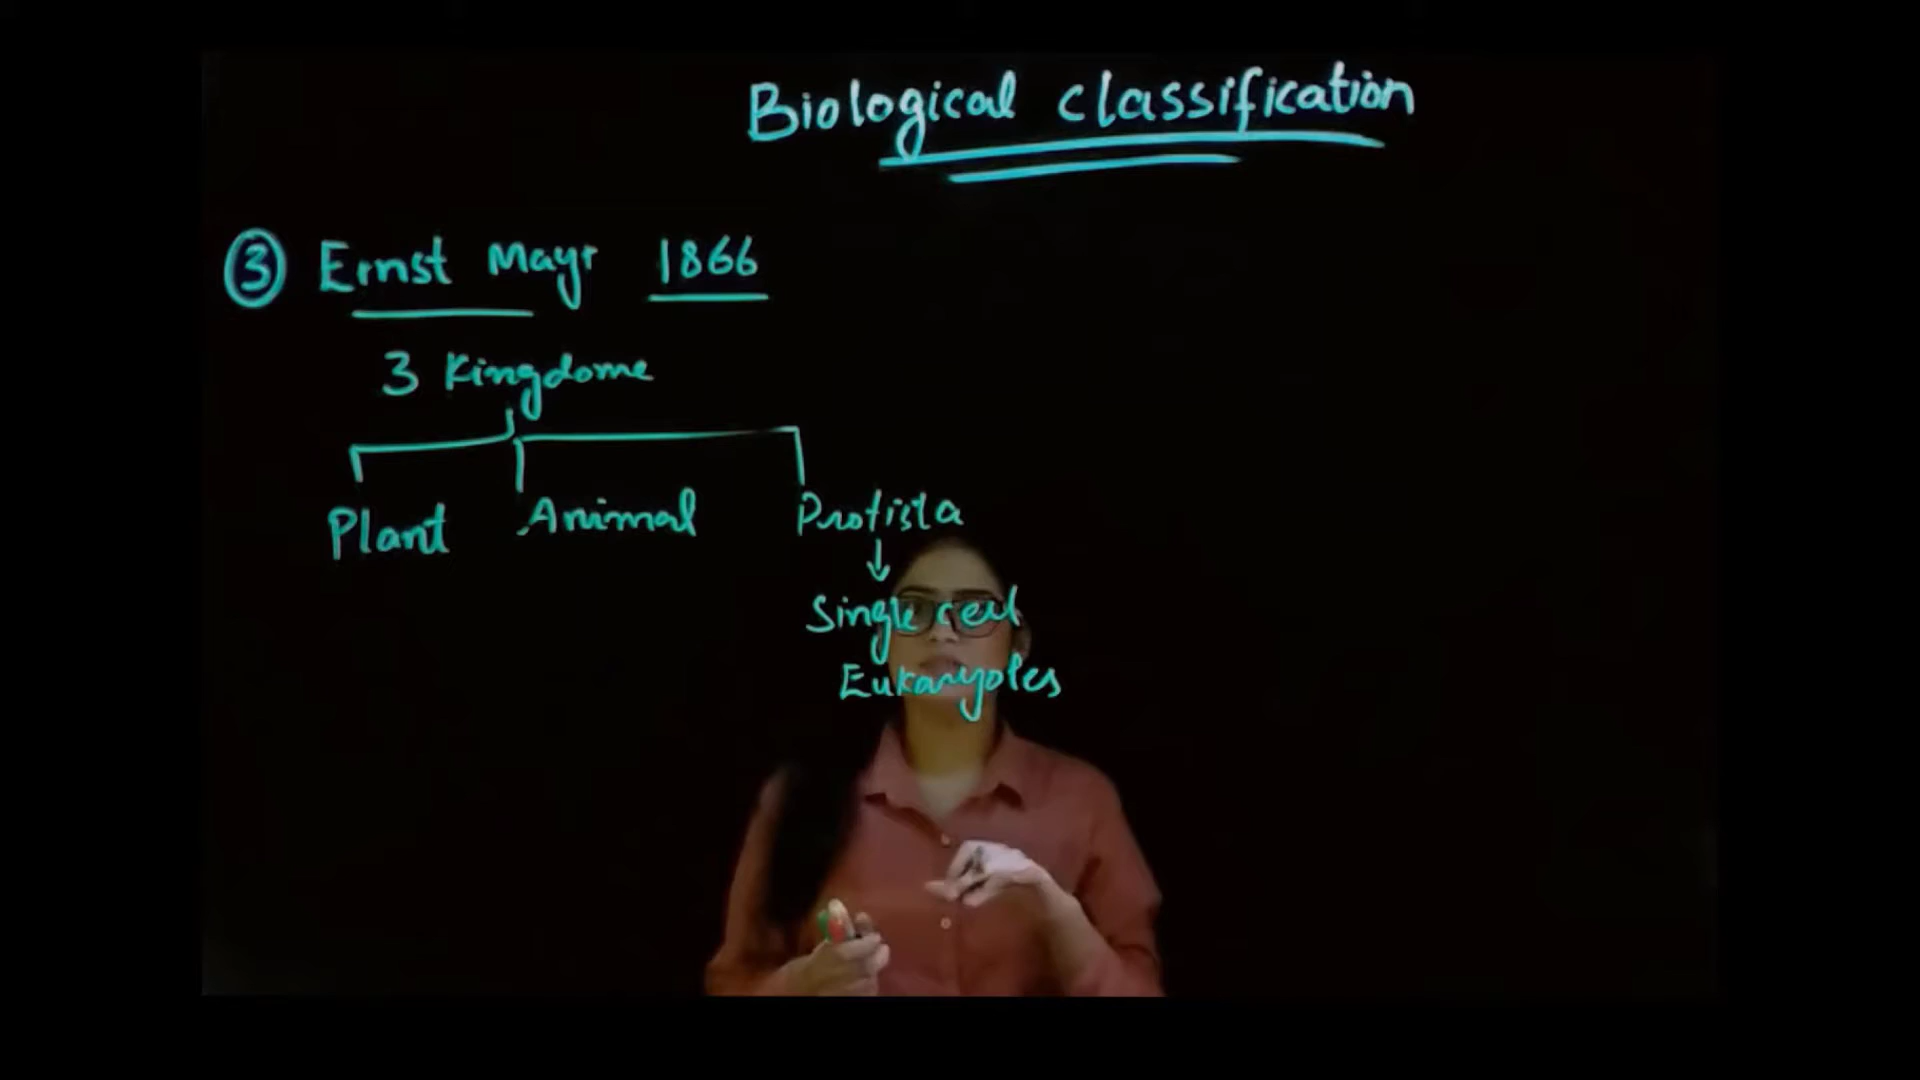 Biological classification
③ Ernst Mayr 1866
3 Kingdome
Plant Animal Protista
↓
Single cell
Eukaryotes